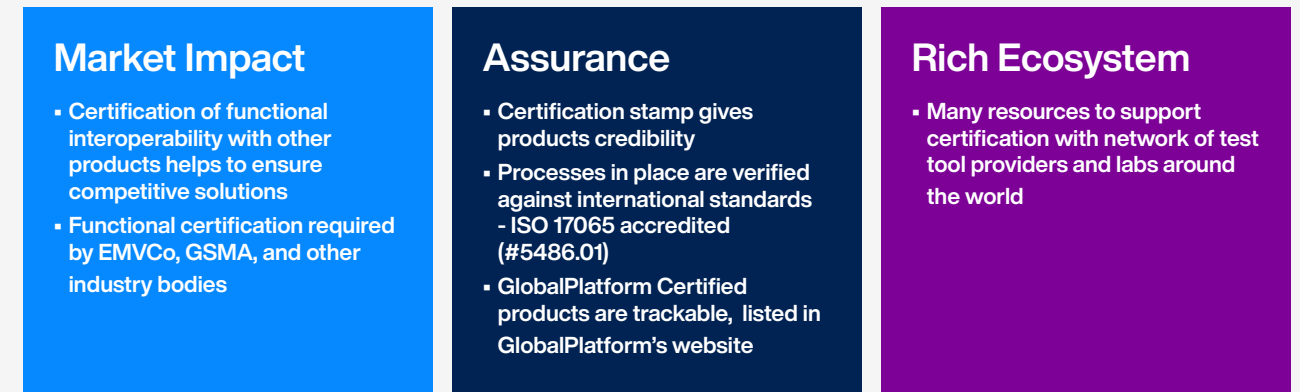 Market Impact
▪ Certification of functional
interoperability with other
products helps to ensure
competitive solutions
▪ Functional certification required
by EMVCo, GSMA, and other
industry bodies
Assurance
▪ Certification stamp gives
products credibility
▪ Processes in place are verified
against international standards
- ISO 17065 accredited
(#5486.01)
▪ GlobalPlatform Certified
products are trackable,  listed in
GlobalPlatform’s website
Rich Ecosystem
▪ Many resources to support
certification with network of test
tool providers and labs around
the world